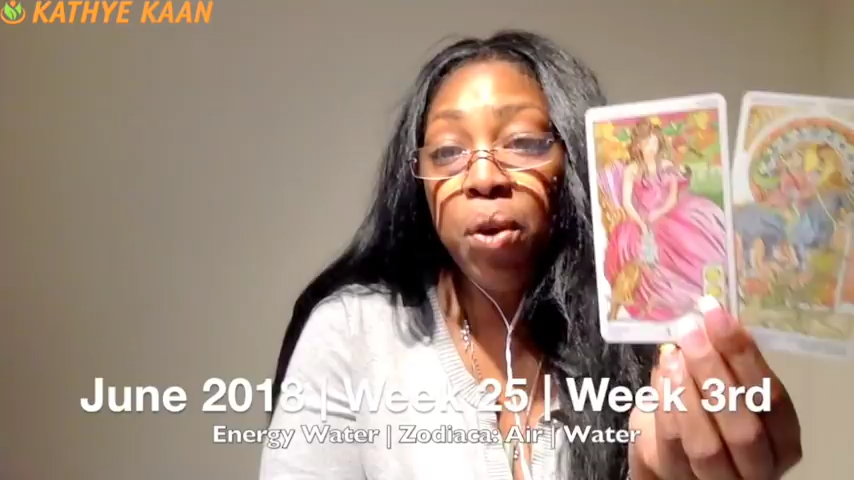 KATHYE KAAN
June 2018 | Week 25 | Week 3rd
Energy Water | Zodiaca: Air | Water